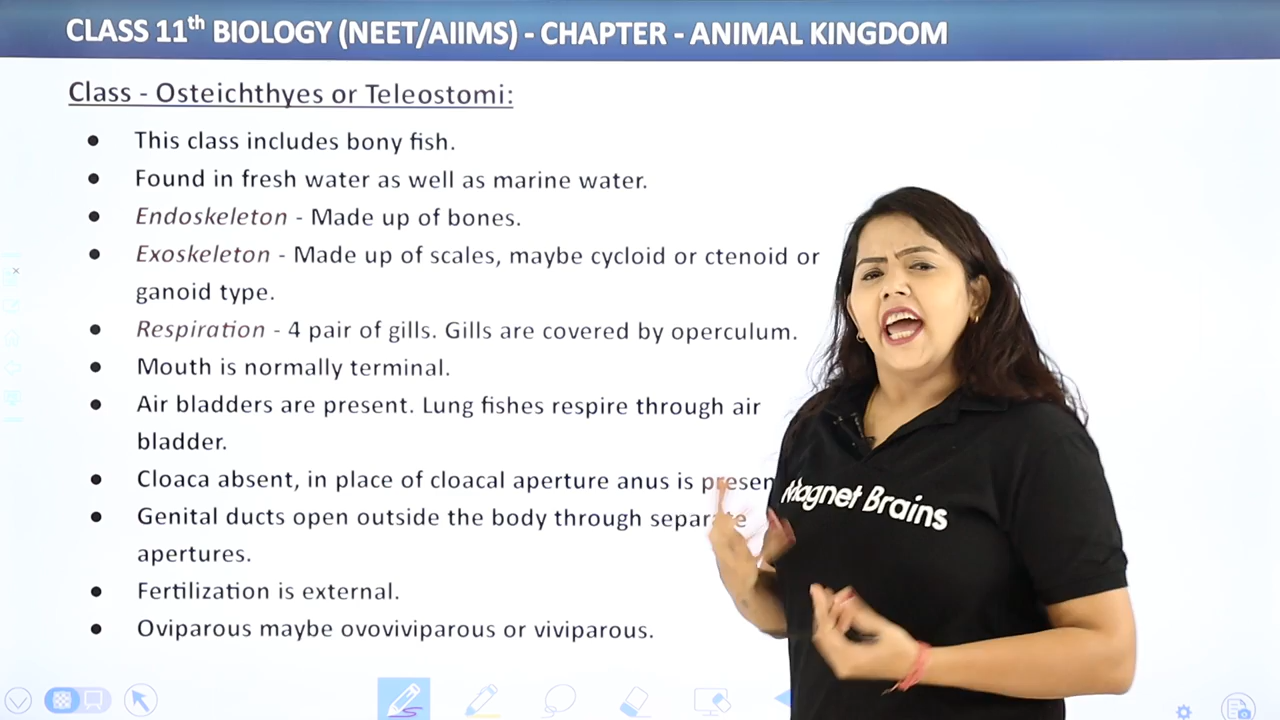 CLASS 11th BIOLOGY (NEET/AIIMS) - CHAPTER - ANIMAL KINGDOM
Class - Osteichthyes or Teleostomi:
● This class includes bony fish.
● Found in fresh water as well as marine water.
● Endoskeleton - Made up of bones.
● Exoskeleton - Made up of scales, maybe cycloid or ctenoid or
ganoid type.
● Respiration - 4 pair of gills. Gills are covered by operculum.
● Mouth is normally terminal.
● Air bladders are present. Lung fishes respire through air
bladder.
● Cloaca absent, in place of cloacal aperture anus is presen
● Genital ducts open outside the body through separate
apertures.
● Fertilization is external.
● Oviparous maybe ovoviviparous or viviparous.
Magnet Brains